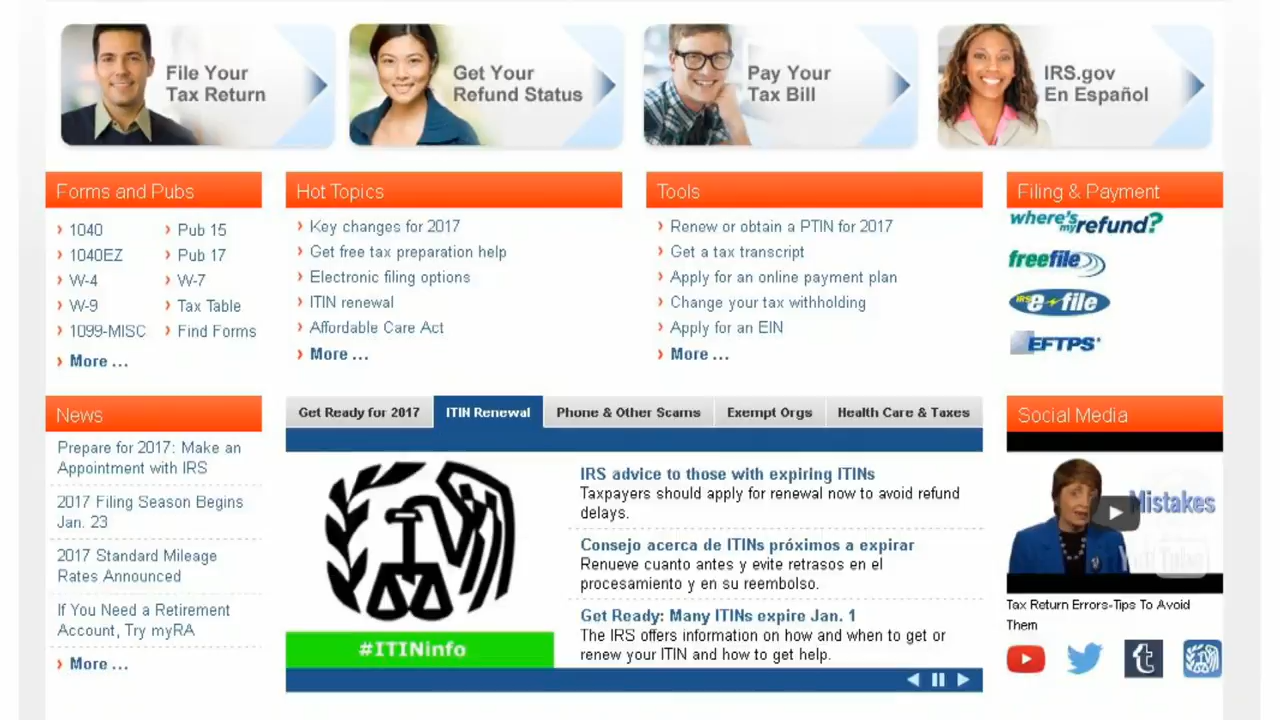 File Your
Tax Return
Get Your
Refund Status
Pay Your
Tax Bill
IRS.gov
En Español
Forms and Pubs
1040
1040EZ
W-4
W-9
1099-MISC
More ...
Pub 15
Pub 17
W-7
Tax Table
Find Forms
Hot Topics
Key changes for 2017
Get free tax preparation help
Electronic filing options
ITIN renewal
Affordable Care Act
More ...
Tools
Renew or obtain a PTIN for 2017
Get a tax transcript
Apply for an online payment plan
Change your tax withholding
Apply for an EIN
More ...
Filing & Payment
where's my refund?
freefile
IRS e-file
EFTPS
News
Prepare for 2017: Make an
Appointment with IRS
2017 Filing Season Begins
Jan. 23
2017 Standard Mileage
Rates Announced
If You Need a Retirement
Account, Try myRA
More ...
Get Ready for 2017
ITIN Renewal
Phone & Other Scams
Exempt Orgs
Health Care & Taxes
#ITINinfo
IRS advice to those with expiring ITINs
Taxpayers should apply for renewal now to avoid refund
delays.
Consejo acerca de ITINs próximos a expirar
Renueve cuanto antes y evite retrasos en el
procesamiento y en su reembolso.
Get Ready: Many ITINs expire Jan. 1
The IRS offers information on how and when to get or
renew your ITIN and how to get help.
Social Media
Mistakes
YouTube
Tax Return Errors-Tips To Avoid
Them
t